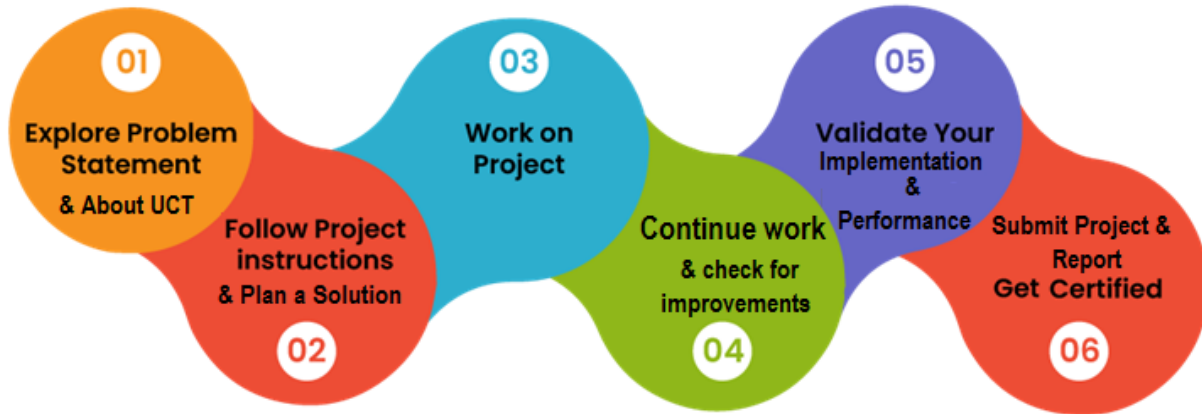 01
Explore Problem
Statement
& About UCT
Follow Project
instructions
& Plan a Solution
02
03
Work on
Project
Continue work
& check for
improvements
04
05
Validate Your
Implementation
&
Performance
Submit Project &
Report
Get Certified
06